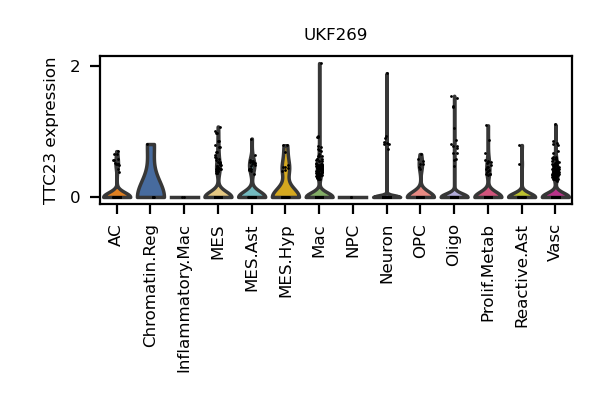 UKF269
TTC23 expression
2
0
AC
Chromatin.Reg
Inflammatory.Mac
MES
MES.Ast
MES.Hyp
Mac
NPC
Neuron
OPC
Oligo
Prolif.Metab
Reactive.Ast
Vasc